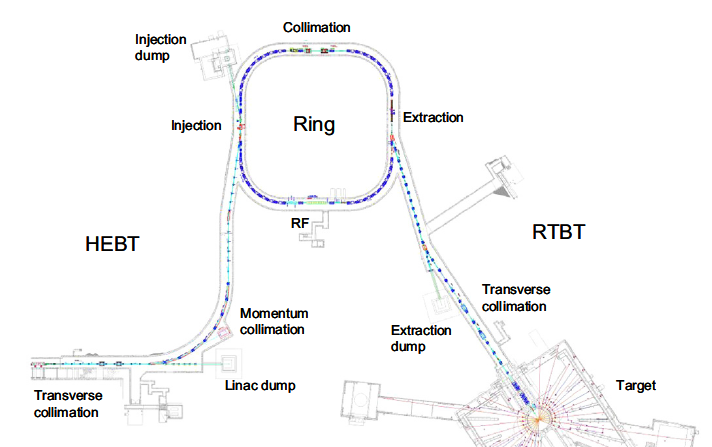 Collimation
Injection
dump
Injection
Ring
Extraction
RF
HEBT
RTBT
Momentum
collimation
Transverse
collimation
Extraction
dump
Linac dump
Target
Transverse
collimation